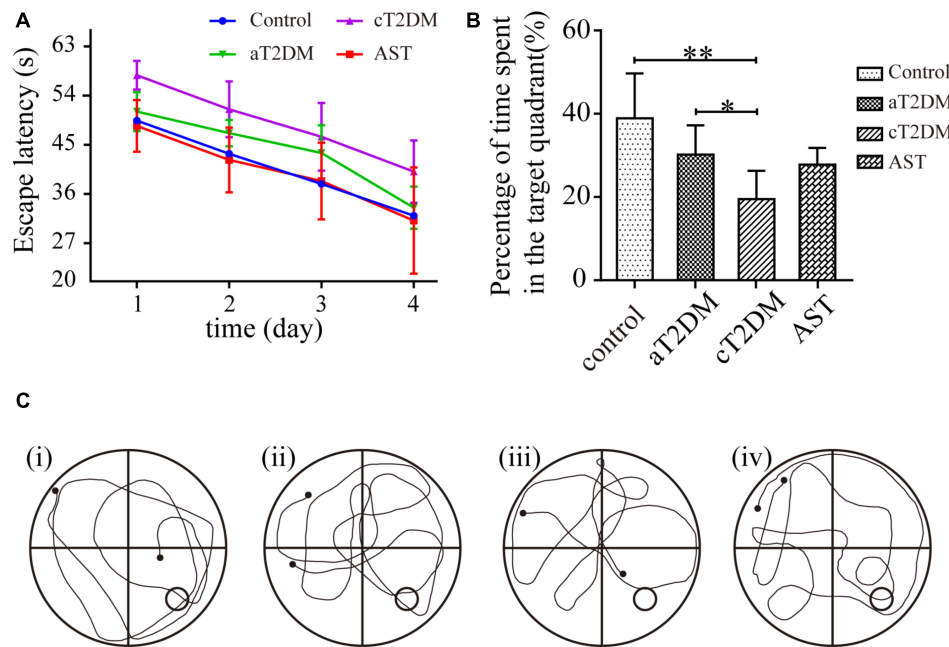 A
Control
cT2DM
aT2DM
AST
Escape latency (s)
63
54
45
36
27
20
1 2 3 4
time (day)
B
Percentage of time spent
in the target quadrant(%)
60
40
20
0
**
*
control
aT2DM
cT2DM
AST
Control
aT2DM
cT2DM
AST
C
(i)
(ii)
(iii)
(iv)